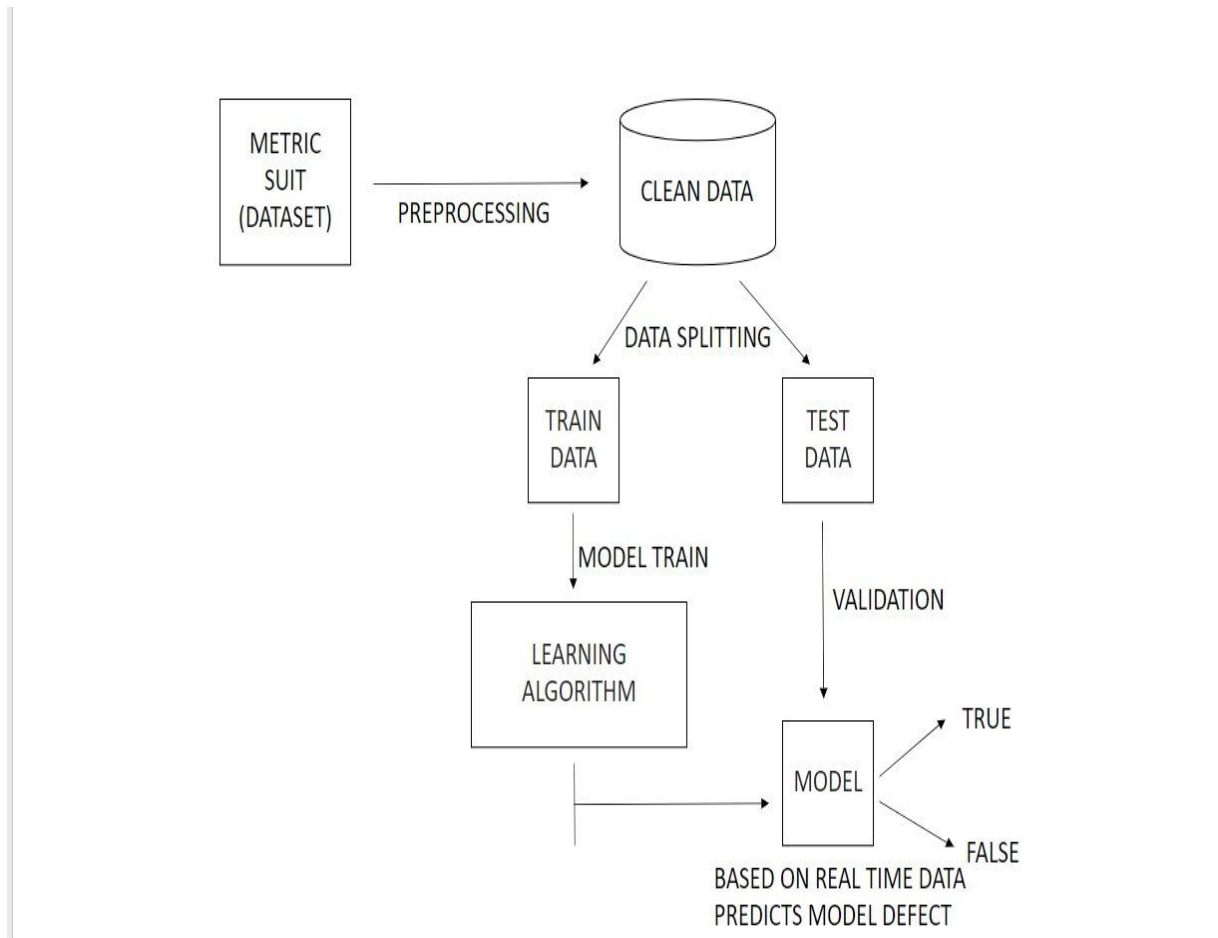 METRIC
SUIT
(DATASET)
PREPROCESSING
CLEAN DATA
DATA SPLITTING
TRAIN
DATA
TEST
DATA
MODEL TRAIN
VALIDATION
LEARNING
ALGORITHM
TRUE
MODEL
FALSE
BASED ON REAL TIME DATA
PREDICTS MODEL DEFECT